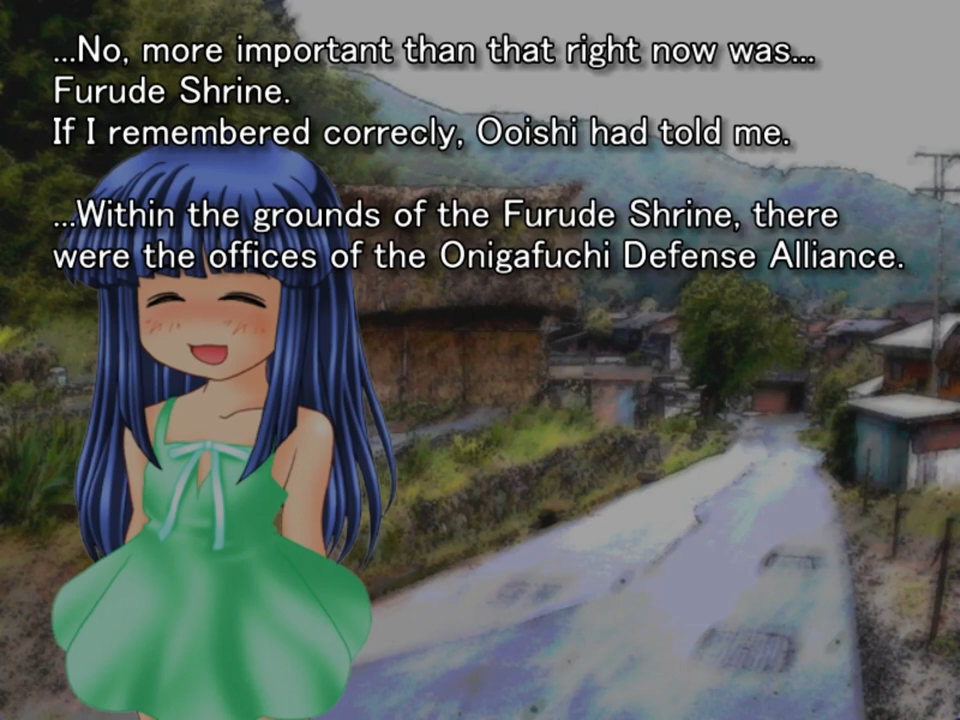 ...No, more important than that right now was...
Furude Shrine.
If I remembered correcly, Ooishi had told me.
...Within the grounds of the Furude Shrine, there
were the offices of the Onigafuchi Defense Alliance.